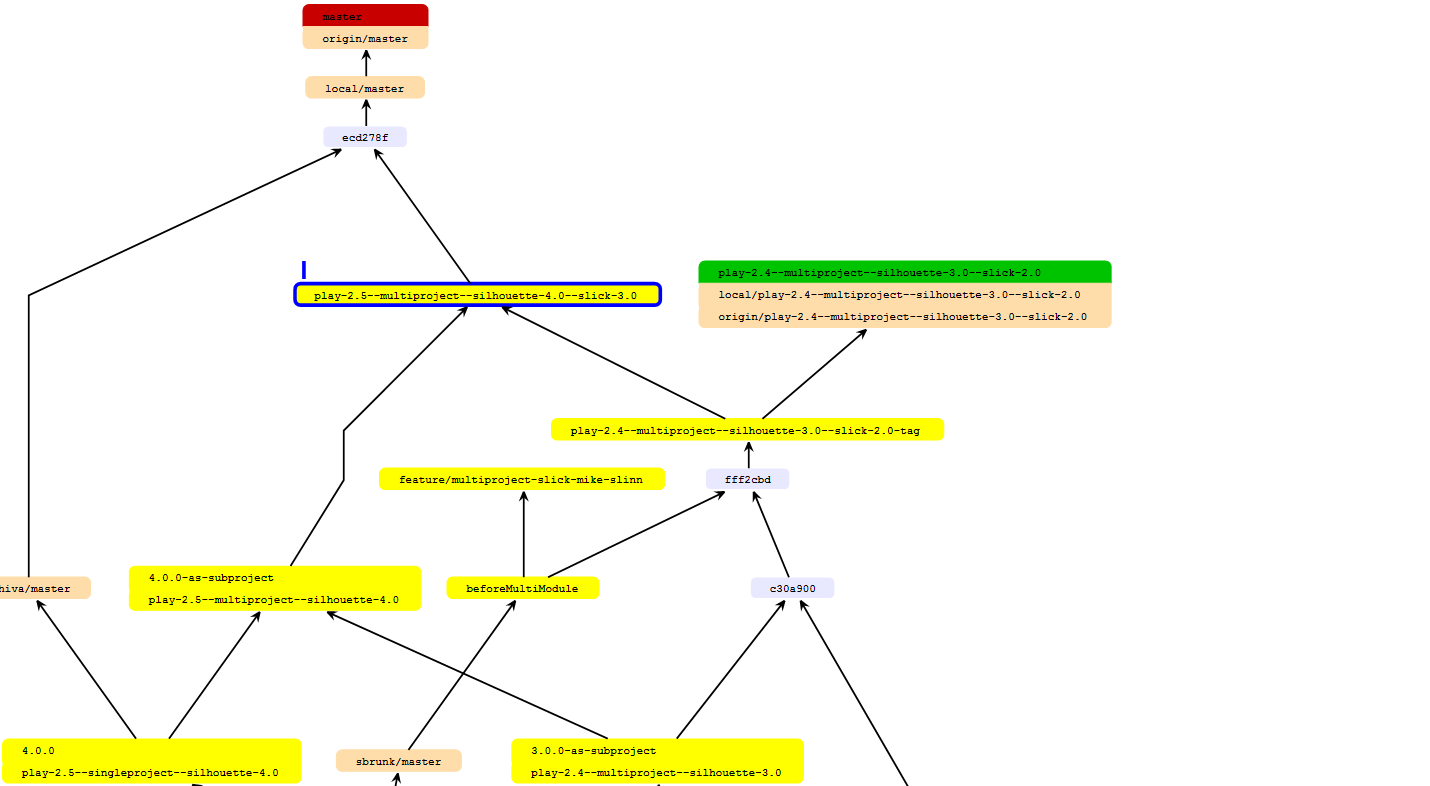 master
origin/master
local/master
ecd278f
play-2.4--multiproject--silhouette-3.0--slick-2.0
play-2.5--multiproject--silhouette-4.0--slick-3.0
local/play-2.4--multiproject--silhouette-3.0--slick-2.0
origin/play-2.4--multiproject--silhouette-3.0--slick-2.0
play-2.4--multiproject--silhouette-3.0--slick-2.0-tag
feature/multiproject-slick-mike-slinn
fff2cbd
hiva/master
4.0.0-as-subproject
play-2.5--multiproject--silhouette-4.0
beforeMultiModule
c30a900
4.0.0
play-2.5--singleproject--silhouette-4.0
sbrunk/master
3.0.0-as-subproject
play-2.4--multiproject--silhouette-3.0